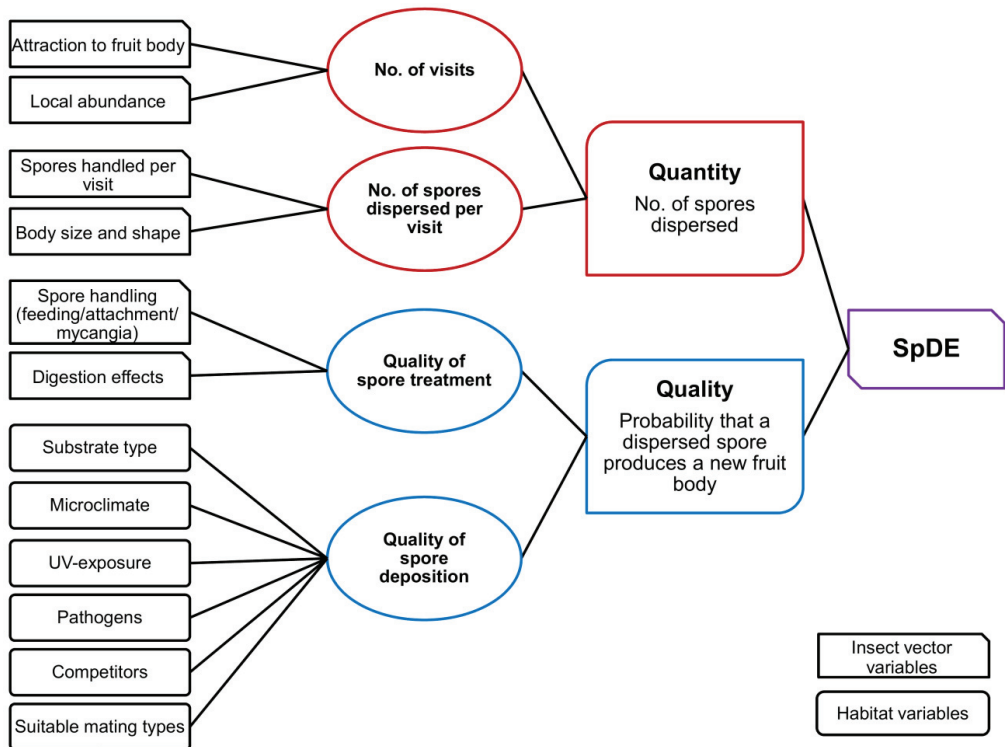 Attraction to fruit body
Local abundance
Spores handled per
visit
Body size and shape
Spore handling
(feeding/attachment/
mycangia)
Digestion effects
Substrate type
Microclimate
UV-exposure
Pathogens
Competitors
Suitable mating types
No. of visits
No. of spores
dispersed per
visit
Quality of
spore treatment
Quality of
spore
deposition
Quantity
No. of spores
dispersed
Quality
Probability that a
dispersed spore
produces a new fruit
body
SpDE
Insect vector
variables
Habitat variables